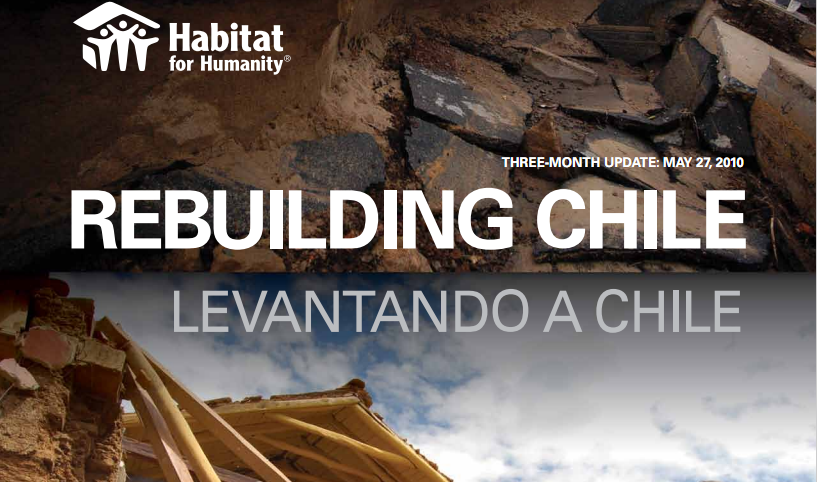 Habitat
for Humanity®
THREE-MONTH UPDATE: MAY 27, 2010
REBUILDING CHILE
LEVANTANDO A CHILE